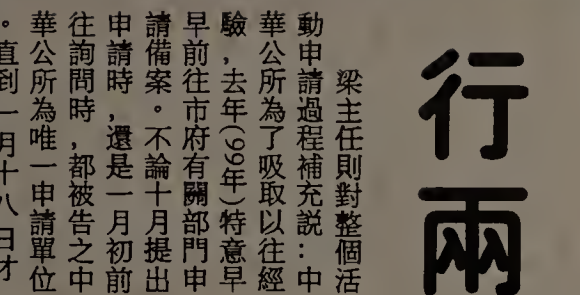 行兩
梁主任則對整個活
動申請過程補充説：中
華公所為了吸取以往經
驗，去年(99年)特意早
早前往市府有關部門申
請備案。不論十月提出
申請時，還是一月初前
往詢問時，都被告之中
華公所為唯一申請單位
。直到一月十八日才